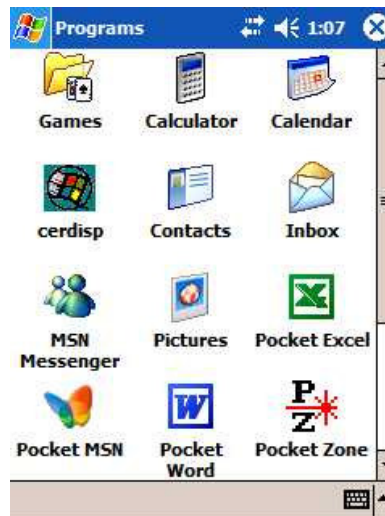 Programs 1:07
Games Calculator Calendar
cerdisp Contacts Inbox
MSN Pictures Pocket Excel
Messenger
Pocket MSN Pocket Pocket Zone
Word